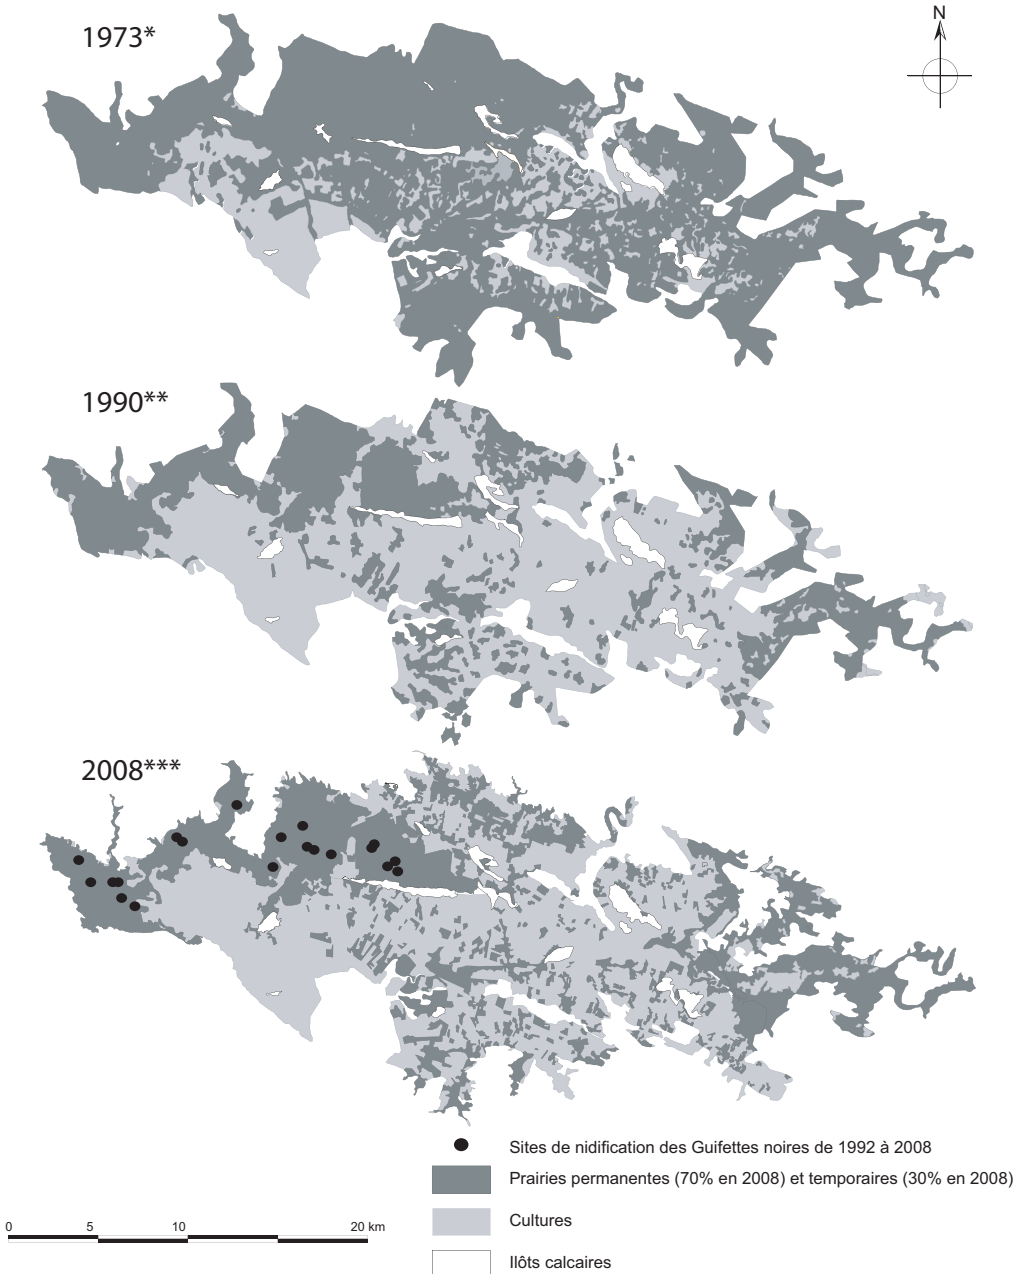 1973*
N
1990**
2008***
Sites de nidification des Guifettes noires de 1992 à 2008
Prairies permanentes (70% en 2008) et temporaires (30% en 2008)
Cultures
Ilôts calcaires
0 5 10 20 km